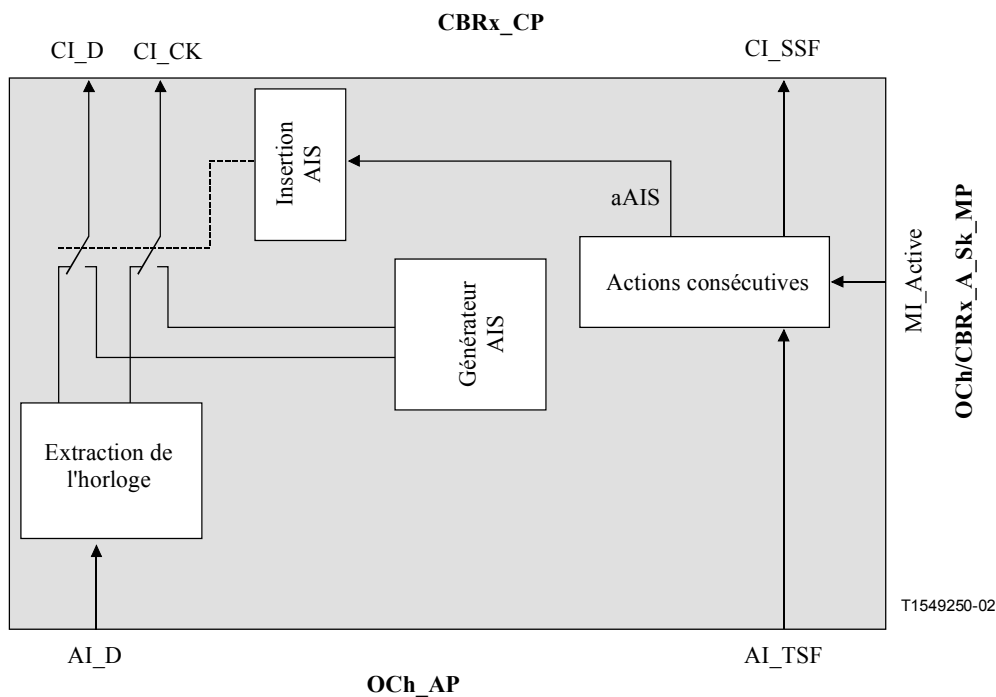 CBRx_CP
CI_D
CI_CK
CI_SSF
Insertion
AIS
aAIS
Actions consécutives
MI_Active
OCh/CBRx_A_Sk_MP
Générateur
AIS
Extraction de
l'horloge
T1549250-02
AI_D
AI_TSF
OCh_AP